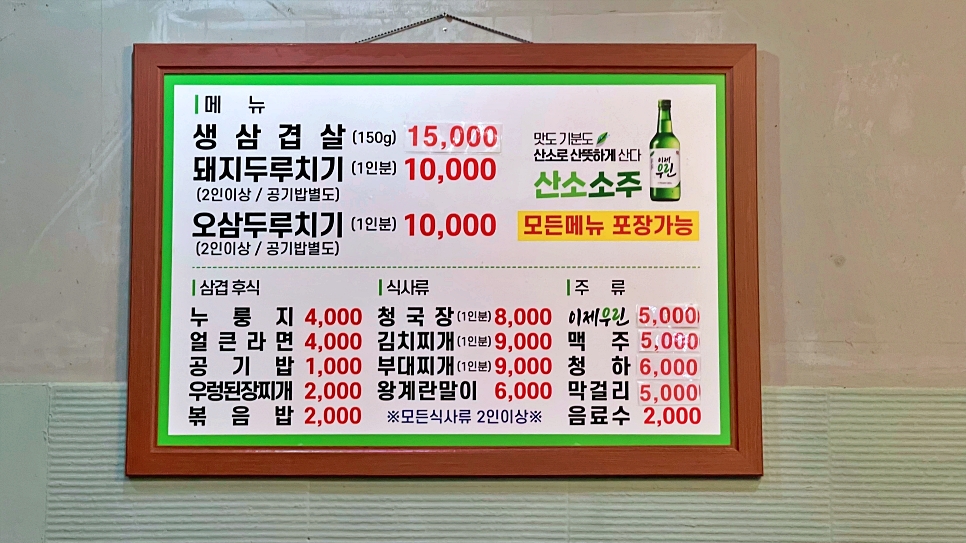 메 뉴
생 삼 겹 살 (150g) 15,000
돼지두루치기 (1인분) 10,000
(2인이상 / 공기밥별도)
오삼두루치기 (1인분) 10,000
(2인이상 / 공기밥별도)
맛도 기분도
산소로 산뜻하게 산다
산소소주
이제
우린
모든메뉴 포장가능
삼겹 후식
누 룽 지 4,000
얼 큰 라 면 4,000
공 기 밥 1,000
우렁된장찌개 2,000
볶 음 밥 2,000
식사류
청 국 장 (1인분) 8,000
김치찌개 (1인분) 9,000
부대찌개 (1인분) 9,000
왕계란말이 6,000
※모든식사류 2인이상※
주 류
이제우린 5,000
맥 주 5,000
청 하 6,000
막걸리 5,000
음료수 2,000